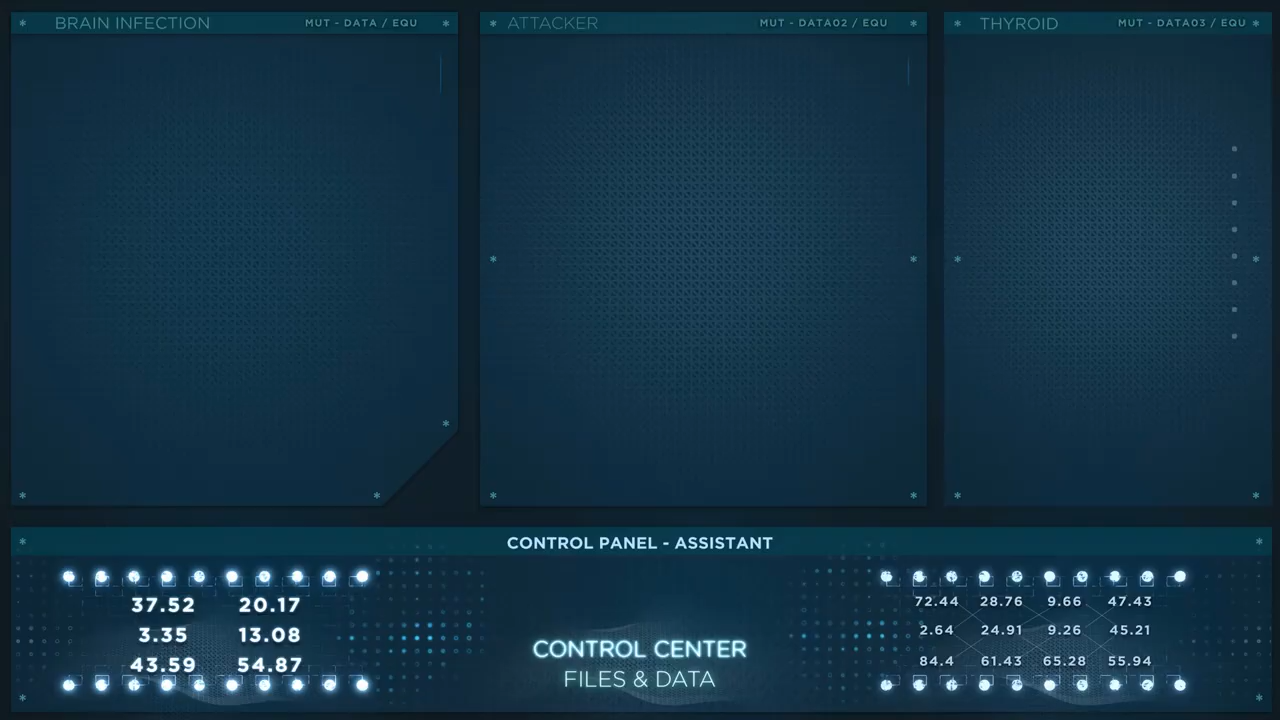 BRAIN INFECTION MUT - DATA / EQU
ATTACKER MUT - DATA02 / EQU
THYROID MUT - DATA03 / EQU
CONTROL PANEL - ASSISTANT
37.52 20.17
3.35 13.08
43.59 54.87
CONTROL CENTER
FILES & DATA
72.44 28.76 9.66 47.43
2.64 24.91 9.26 45.21
84.4 61.43 65.28 55.94